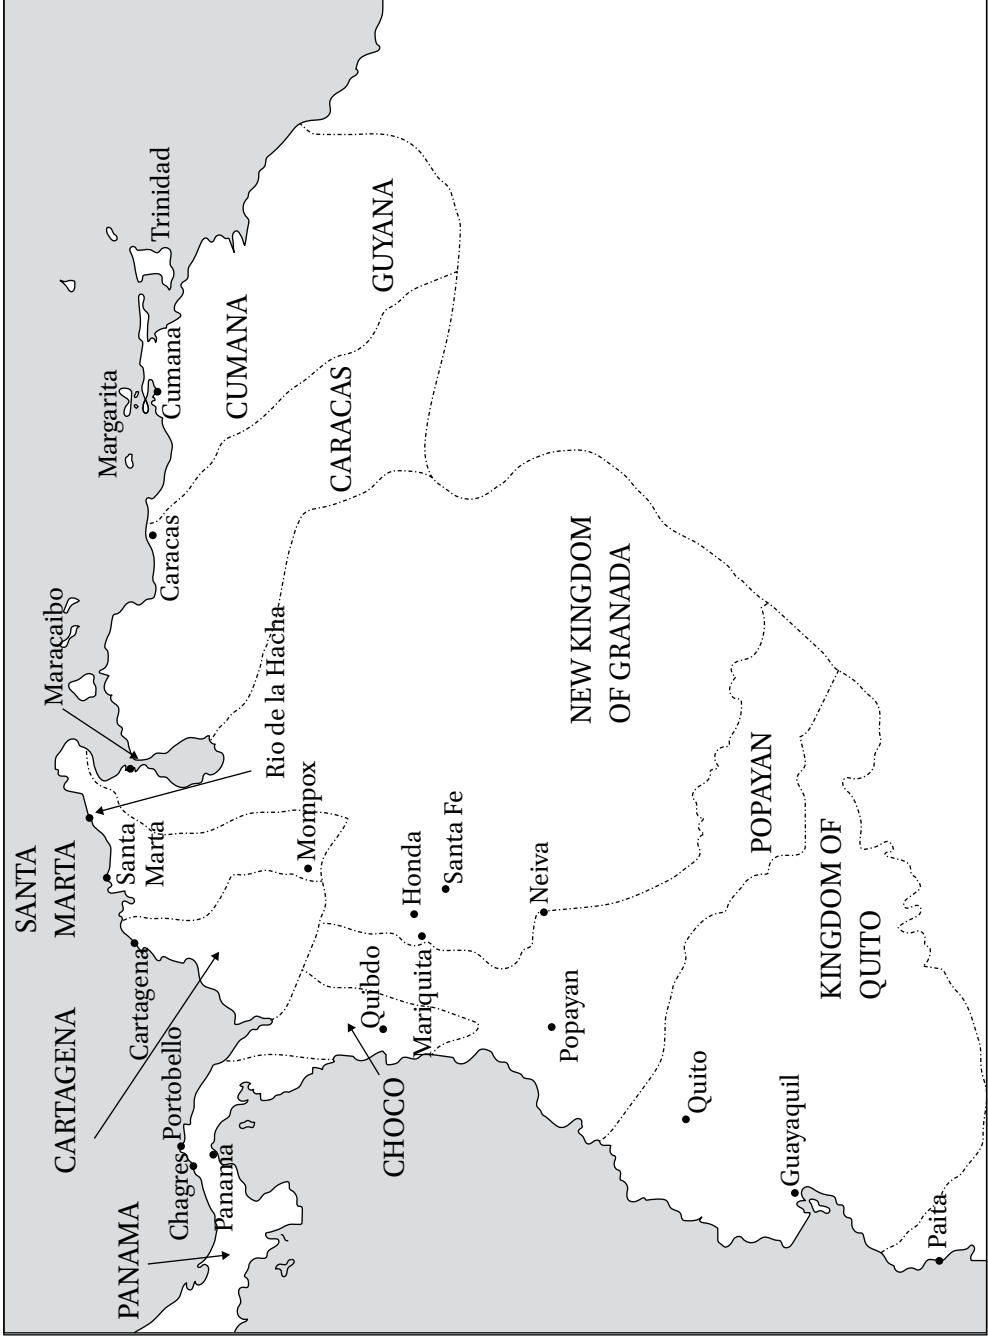 SANTA
MARTA
Maracaibo
CARTAGENA
Margarita
Trinidad
PANAMA
Santa
Marta
Cartagena
Cumana
Caracas
Portobello
Chagres
Panama
CUMANA
Rio de la Hacha
Mompox
CARACAS
GUYANA
Quibdo
CHOCO
Honda
Mariquita
Santa Fe
Neiva
Popayan
NEW KINGDOM
OF GRANADA
Quito
POPAYAN
Guayaquil
KINGDOM OF
QUITO
Paita